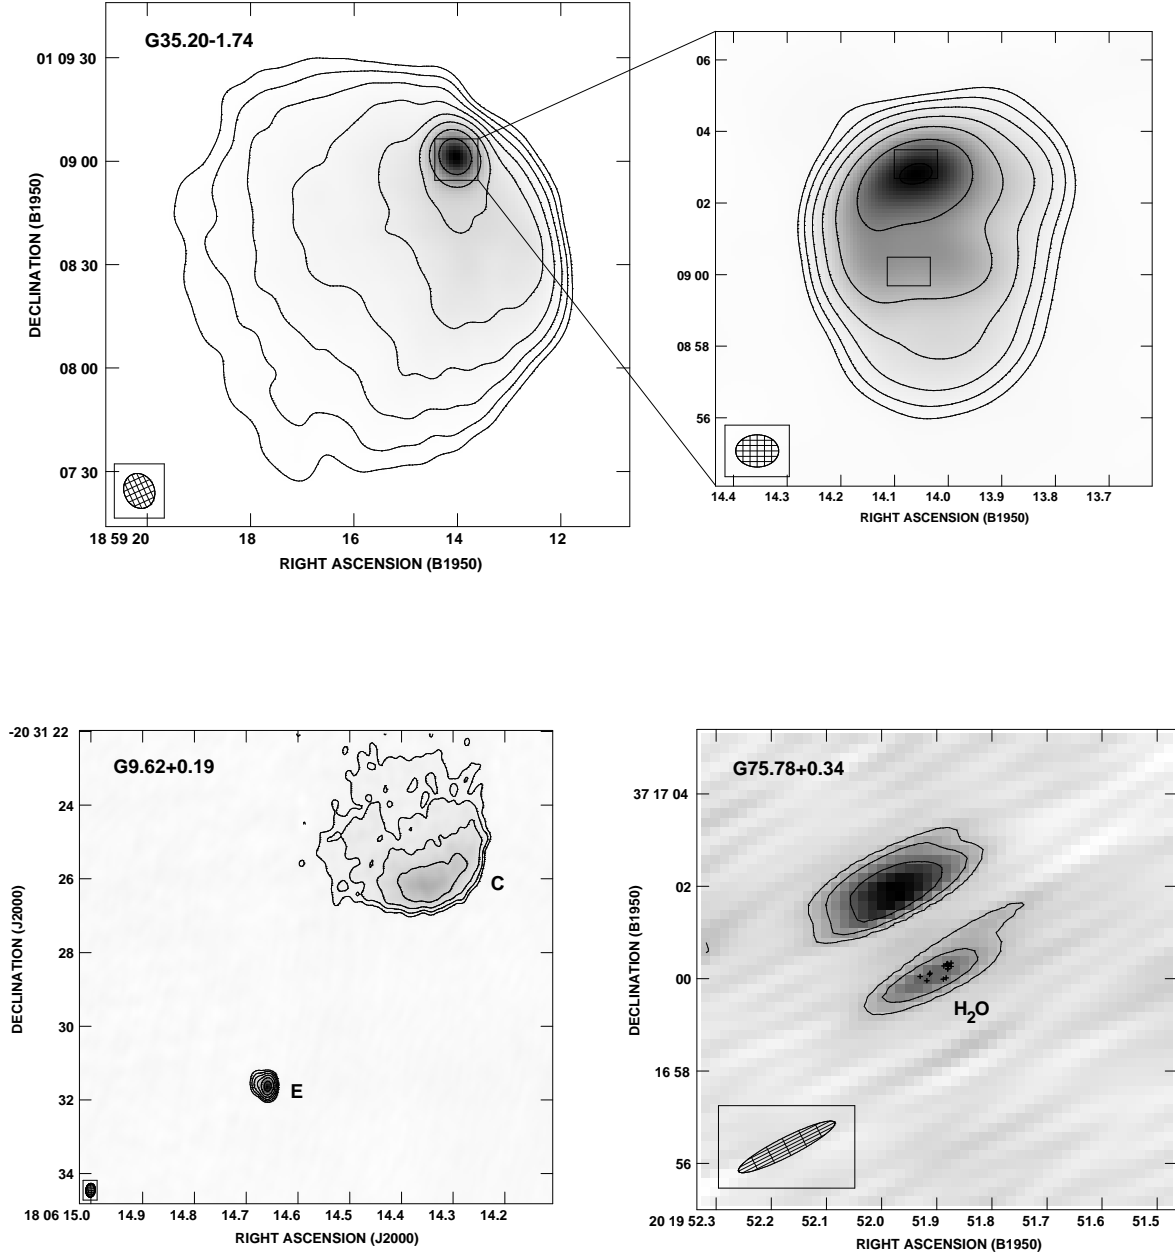 G35.20-1.74
01 09 30
09 00
08 30
08 00
07 30
DECLINATION (B1950)
18 59 20
18
16
14
12
RIGHT ASCENSION (B1950)
06
04
02
09 00
08 58
56
14.4
14.3
14.2
14.1
14.0
13.9
13.8
13.7
RIGHT ASCENSION (B1950)
G9.62+0.19
-20 31 22
24
26
28
30
32
34
DECLINATION (J2000)
C
E
18 06 15.0
14.9
14.8
14.7
14.6
14.5
14.4
14.3
14.2
RIGHT ASCENSION (J2000)
G75.78+0.34
37 17 04
02
00
16 58
56
DECLINATION (B1950)
H2O
20 19 52.3
52.2
52.1
52.0
51.9
51.8
51.7
51.6
51.5
RIGHT ASCENSION (B1950)